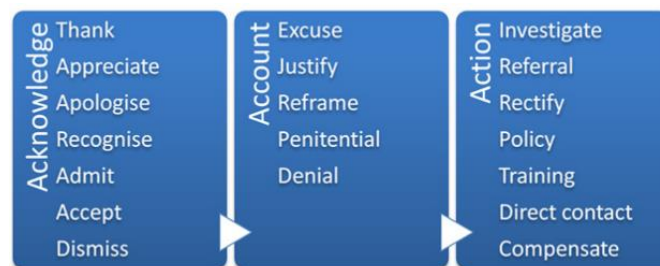 Acknowledge
Thank
Appreciate
Apologise
Recognise
Admit
Accept
Dismiss
Account
Excuse
Justify
Reframe
Penitential
Denial
Action
Investigate
Referral
Rectify
Policy
Training
Direct contact
Compensate